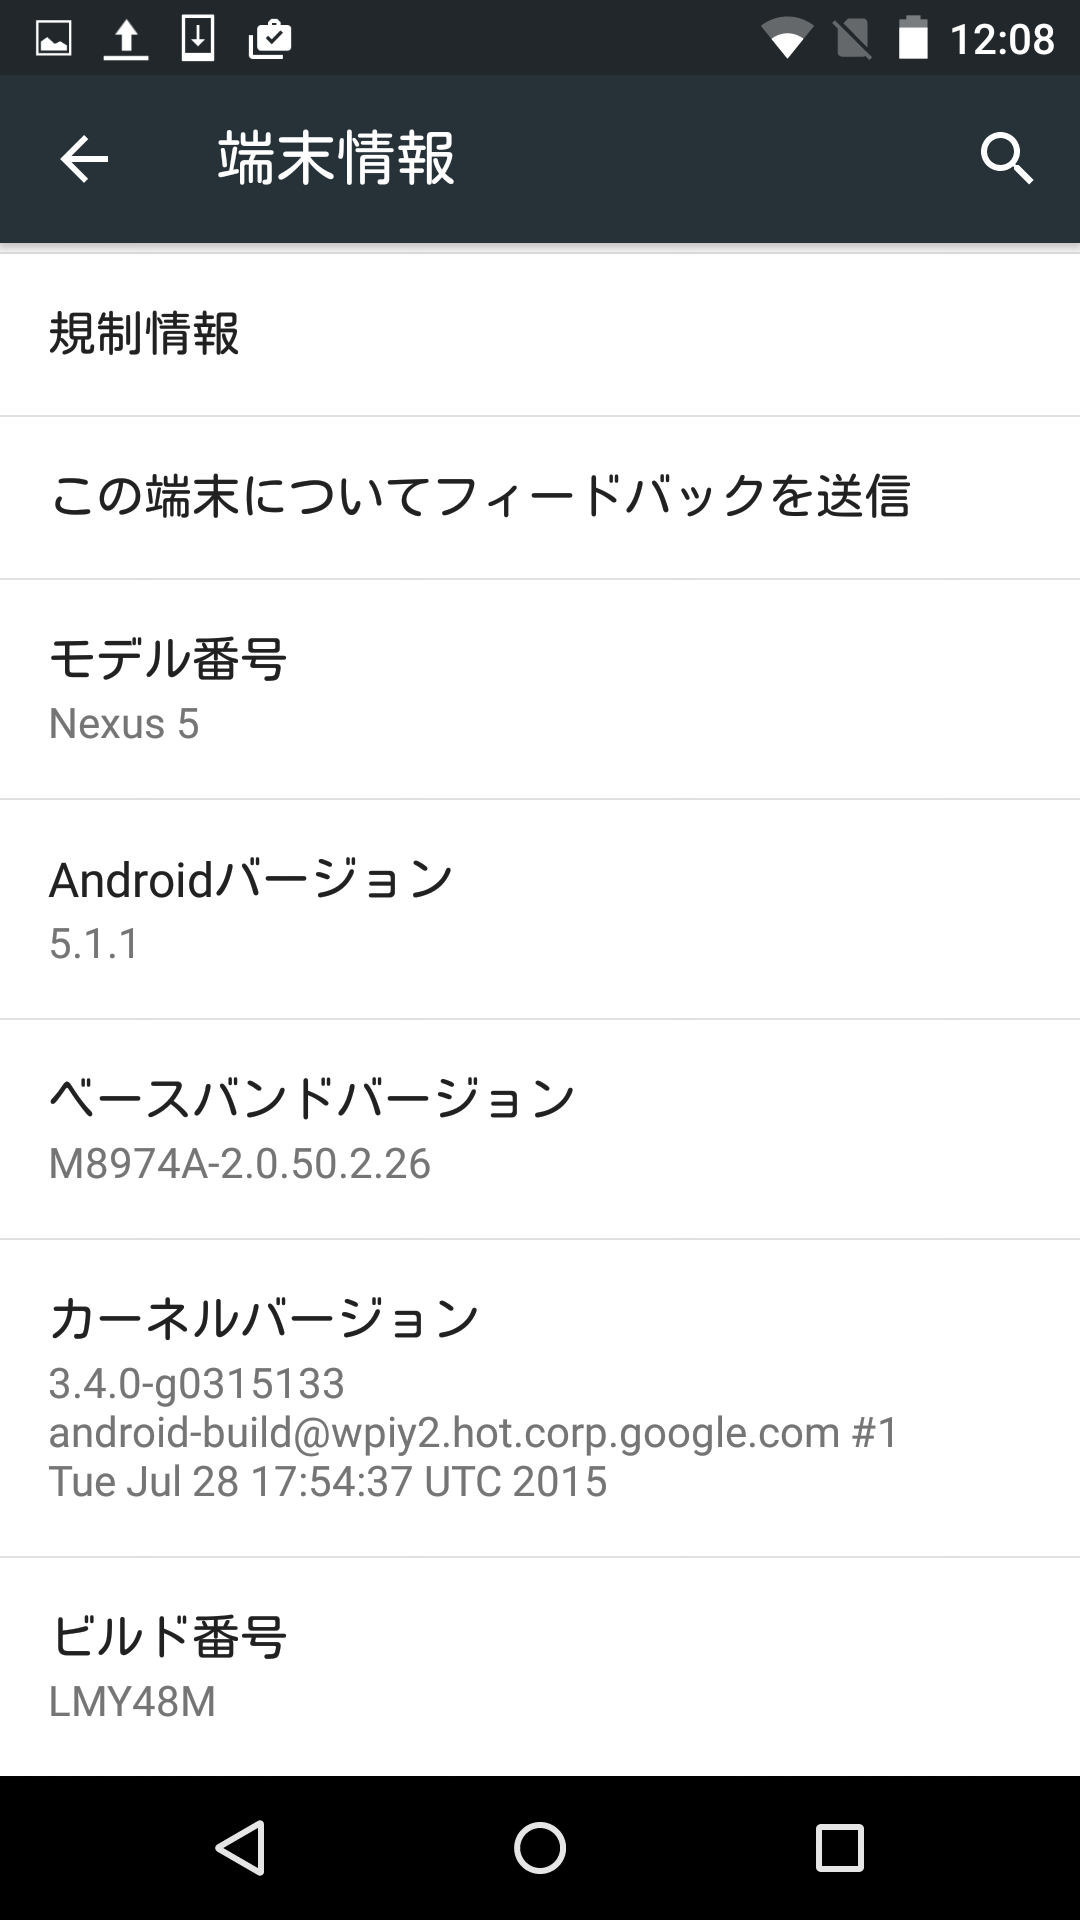 12:08
端末情報
規制情報
この端末についてフィードバックを送信
モデル番号
Nexus 5
Androidバージョン
5.1.1
ベースバンドバージョン
M8974A-2.0.50.2.26
カーネルバージョン
3.4.0-g0315133
android-build@wpiy2.hot.corp.google.com #1
Tue Jul 28 17:54:37 UTC 2015
ビルド番号
LMY48M